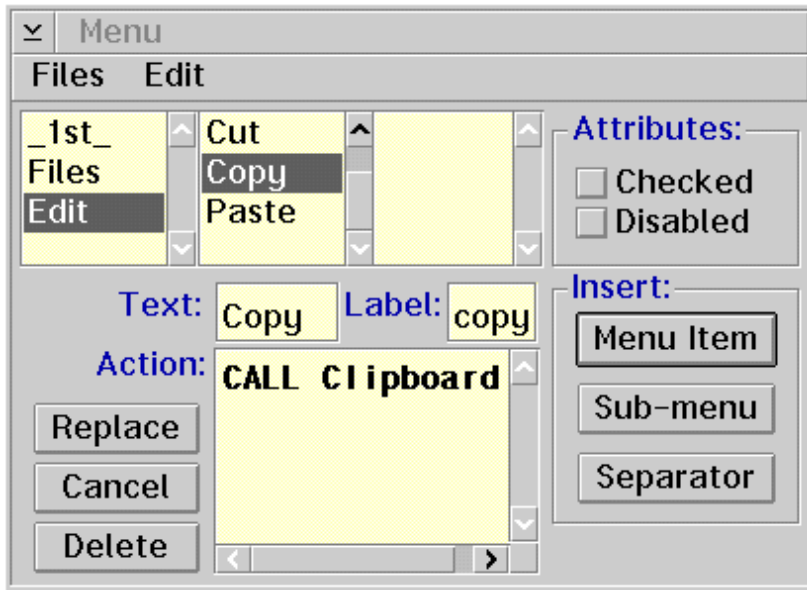 Menu
Files Edit
_1st_
Files
Edit
Cut
Copy
Paste
Attributes:
Checked
Disabled
Text: Copy Label: copy
Action: CALL Clipboard
Replace
Cancel
Delete
Insert:
Menu Item
Sub-menu
Separator